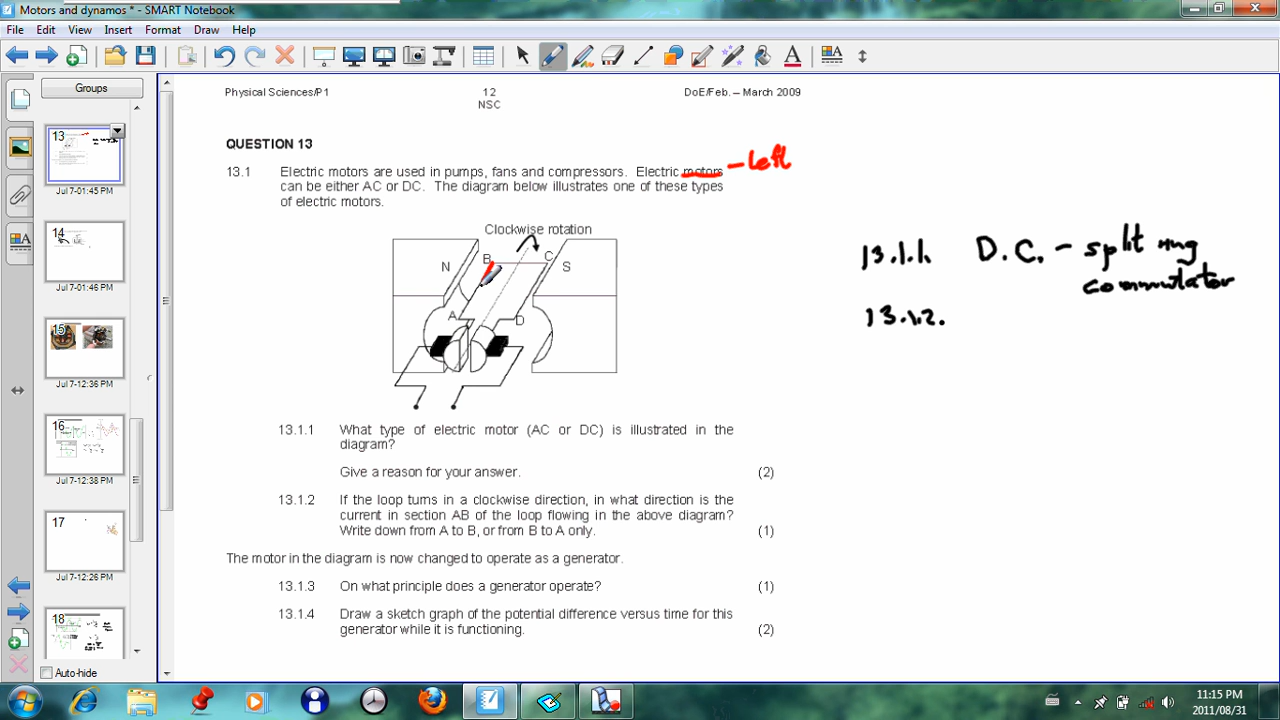 Motors and dynamos * - SMART Notebook
File Edit View Insert Format Draw Help
Groups
13
Jul 7-01:45 PM
14
Jul 7-01:46 PM
15
Jul 7-12:36 PM
16
Jul 7-12:38 PM
17
Jul 7-12:26 PM
18
Auto-hide
Physical Sciences/P1
12
NSC
DoE/Feb. – March 2009
QUESTION 13
13.1 Electric motors are used in pumps, fans and compressors. Electric motors – Left
can be either AC or DC. The diagram below illustrates one of these types
of electric motors.
Clockwise rotation
N B C S
A D
13.1.1. D.C. – split ring
commutator
13.1.2.
13.1.1 What type of electric motor (AC or DC) is illustrated in the
diagram?
Give a reason for your answer. (2)
13.1.2 If the loop turns in a clockwise direction, in what direction is the
current in section AB of the loop flowing in the above diagram?
Write down from A to B, or from B to A only. (1)
The motor in the diagram is now changed to operate as a generator.
13.1.3 On what principle does a generator operate? (1)
13.1.4 Draw a sketch graph of the potential difference versus time for this
generator while it is functioning. (2)
11:15 PM
2011/08/31